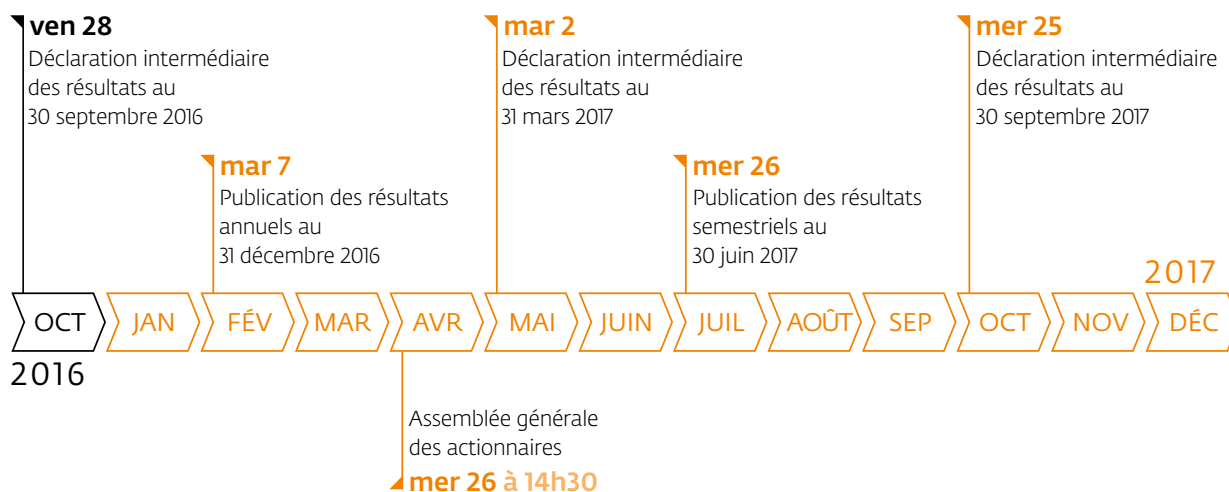 ven 28
Déclaration intermédiaire
des résultats au
30 septembre 2016
mar 7
Publication des résultats
annuels au
31 décembre 2016
mar 2
Déclaration intermédiaire
des résultats au
31 mars 2017
mer 26
Publication des résultats
semestriels au
30 juin 2017
mer 25
Déclaration intermédiaire
des résultats au
30 septembre 2017
2017
OCT JAN FÉV MAR AVR MAI JUIN JUIL AOÛT SEP OCT NOV DÉC
2016
Assemblée générale
des actionnaires
mer 26 à 14h30